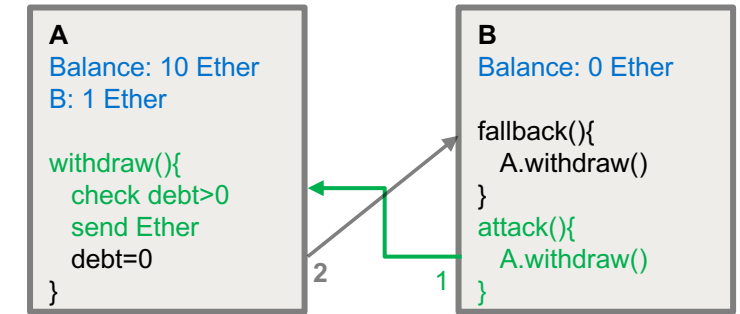 A
Balance: 10 Ether
B: 1 Ether
withdraw(){
check debt>0
send Ether
debt=0
}
2
1
B
Balance: 0 Ether
fallback(){
A.withdraw()
}
attack(){
A.withdraw()
}